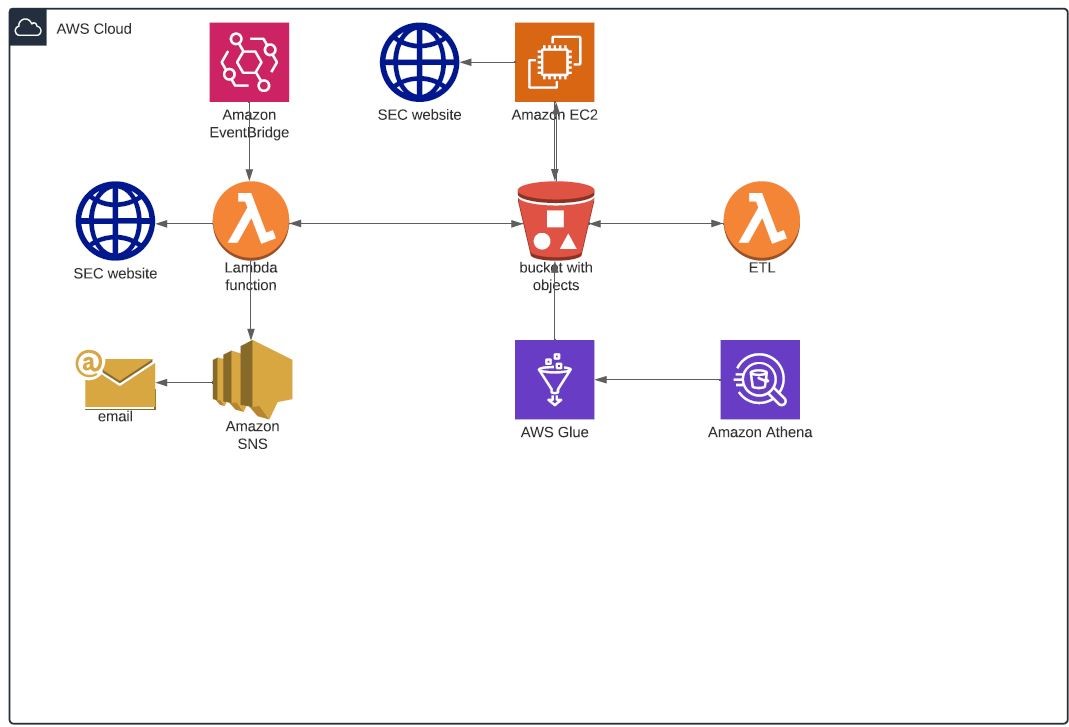 AWS Cloud
Amazon
EventBridge
SEC website
Amazon EC2
SEC website
Lambda
function
bucket with
objects
ETL
@
email
Amazon
SNS
AWS Glue
Amazon Athena